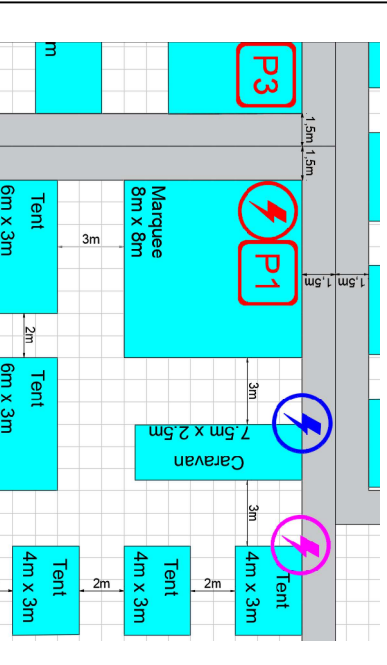 m
P3
1,5m
1,5m
Tent
6m x 3m
3m
Marquee
8m x 8m
P1
1,5m
1,5m
2m
Tent
6m x 3m
3m
Caravan
7.5m x 2.5m
3m
Tent
4m x 3m
2m
Tent
4m x 3m
2m
Tent
4m x 3m